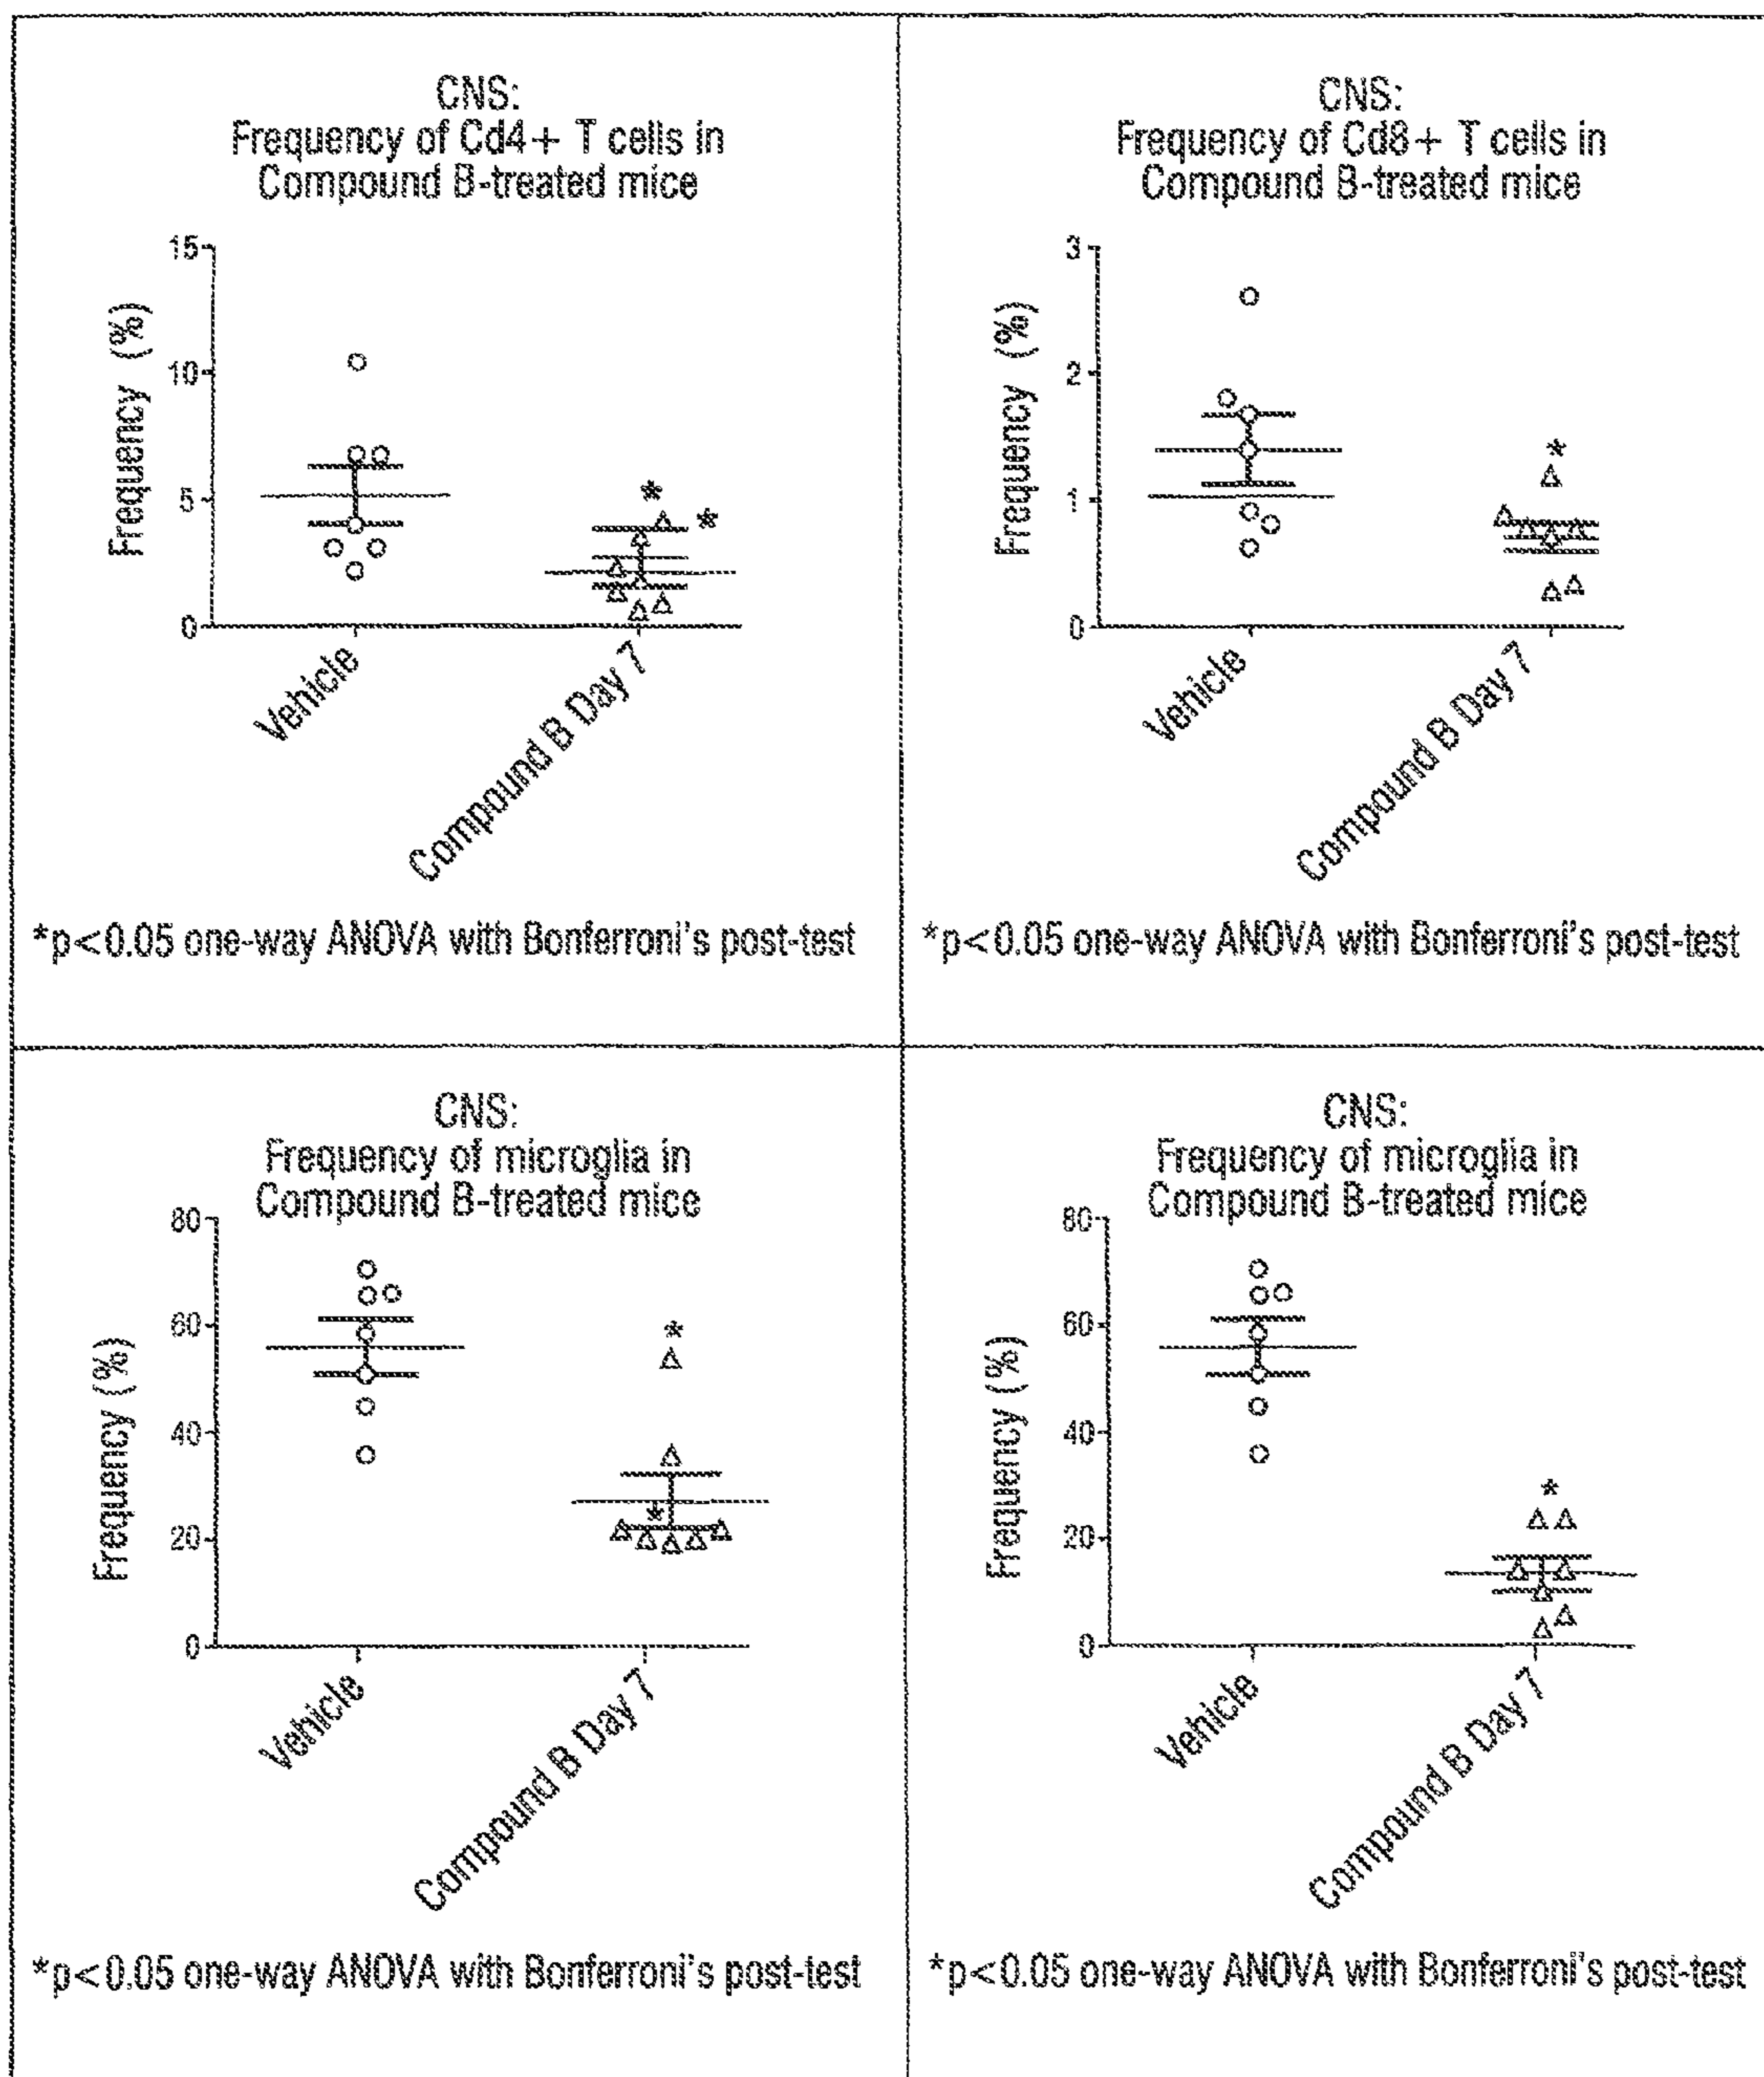 CNS:
Frequency of Cd4+ T cells in
Compound B-treated mice
15
10
5
0
Frequency (%)
*
*
Vehicle
Compound B Day 7
*p<0.05 one-way ANOVA with Bonferroni's post-test
CNS:
Frequency of Cd8+ T cells in
Compound B-treated mice
3
2
1
0
Frequency (%)
*
Vehicle
Compound B Day 7
*p<0.05 one-way ANOVA with Bonferroni's post-test
CNS:
Frequency of microglia in
Compound B-treated mice
80
60
40
20
0
Frequency (%)
*
*
Vehicle
Compound B Day 7
*p<0.05 one-way ANOVA with Bonferroni's post-test
CNS:
Frequency of microglia in
Compound B-treated mice
80
60
40
20
0
Frequency (%)
*
Vehicle
Compound B Day 7
*p<0.05 one-way ANOVA with Bonferroni's post-test